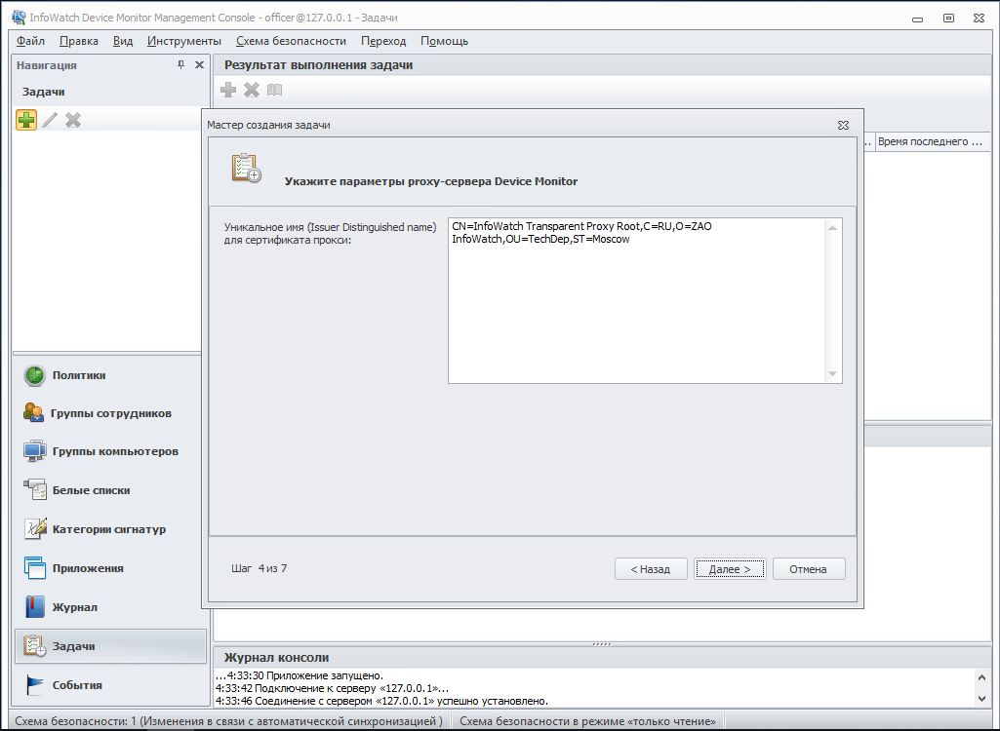 InfoWatch Device Monitor Management Console - officer@127.0.0.1 - Задачи
Файл Правка Вид Инструменты Схема безопасности Переход Помощь
Навигация
Задачи
Результат выполнения задачи
.. Время последнего ...
Мастер создания задачи
Укажите параметры proxy-сервера Device Monitor
Уникальное имя (Issuer Distinguished name)
для сертификата прокси:
CN=InfoWatch Transparent Proxy Root,C=RU,O=ZAO
InfoWatch,OU=TechDep,ST=Moscow
Шаг 4 из 7
< Назад
Далее >
Отмена
Политики
Группы сотрудников
Группы компьютеров
Белые списки
Категории сигнатур
Приложения
Журнал
Задачи
События
Журнал консоли
...4:33:30 Приложение запущено.
4:33:42 Подключение к серверу «127.0.0.1»...
4:33:46 Соединение с сервером «127.0.0.1» успешно установлено.
Схема безопасности: 1 (Изменения в связи с автоматической синхронизацией ) Схема безопасности в режиме «только чтение»